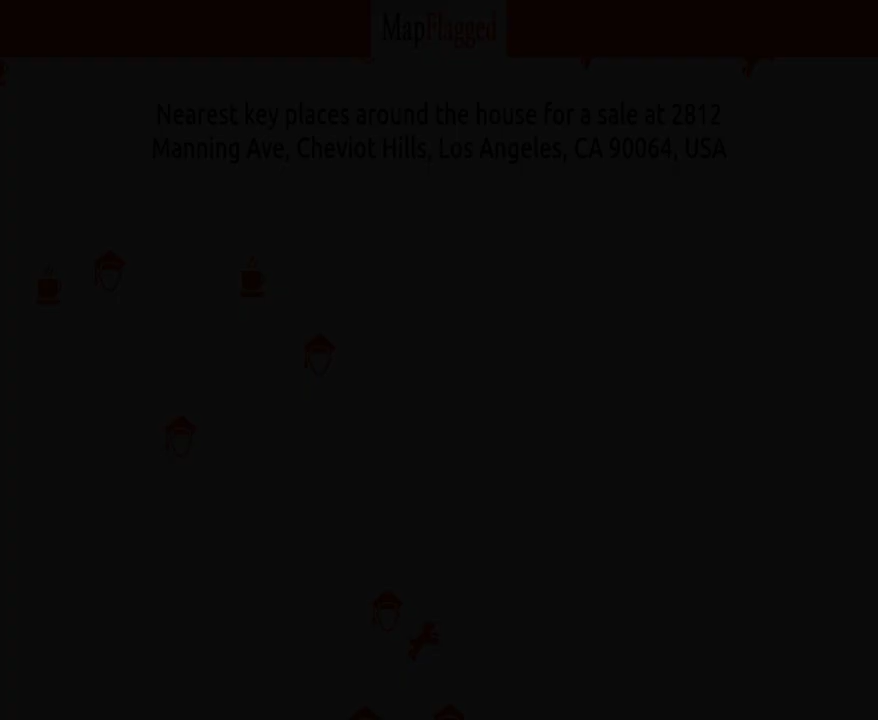 MapFlagged
Nearest key places around the house for a sale at 2812
Manning Ave, Cheviot Hills, Los Angeles, CA 90064, USA